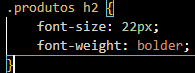 .produtos h2 {
    font-size: 22px;
    font-weight: bolder;
}